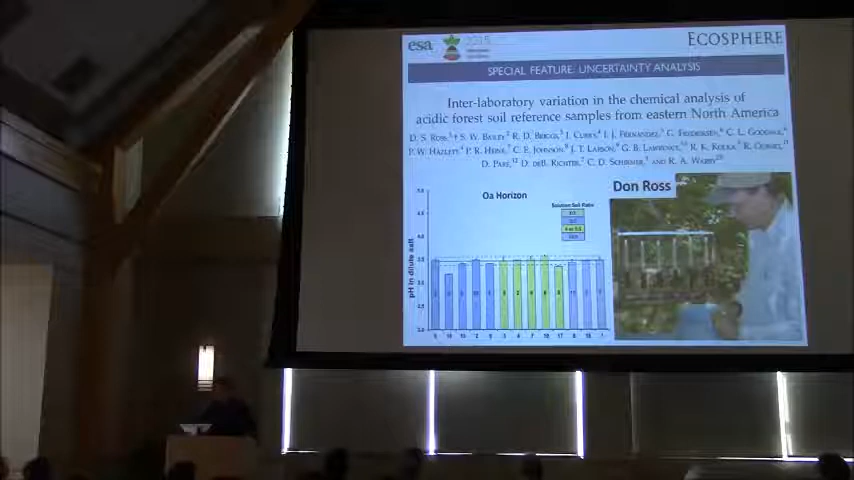 esa
ECOSPHERE
SPECIAL FEATURE: UNCERTAINTY ANALYSIS
Inter-laboratory variation in the chemical analysis of
acidic forest soil reference samples from eastern North America
D. S. Ross, S. W. Bailey, R. D. Briggs, J. Curry, I. J. Fernandez, G. Fredriksen, C. L. Goodale,
P. W. Hazlett, P. R. Heine, C. E. Johnson, J. T. Larson, G. B. Lawrence, R. K. Kolka, R. Ouimet,
D. Paré, D. deB. Richter, C. D. Schirmer, and R. A. Warby
Oa Horizon
Don Ross
Solution:Soil Ratio
pH in dilute salt